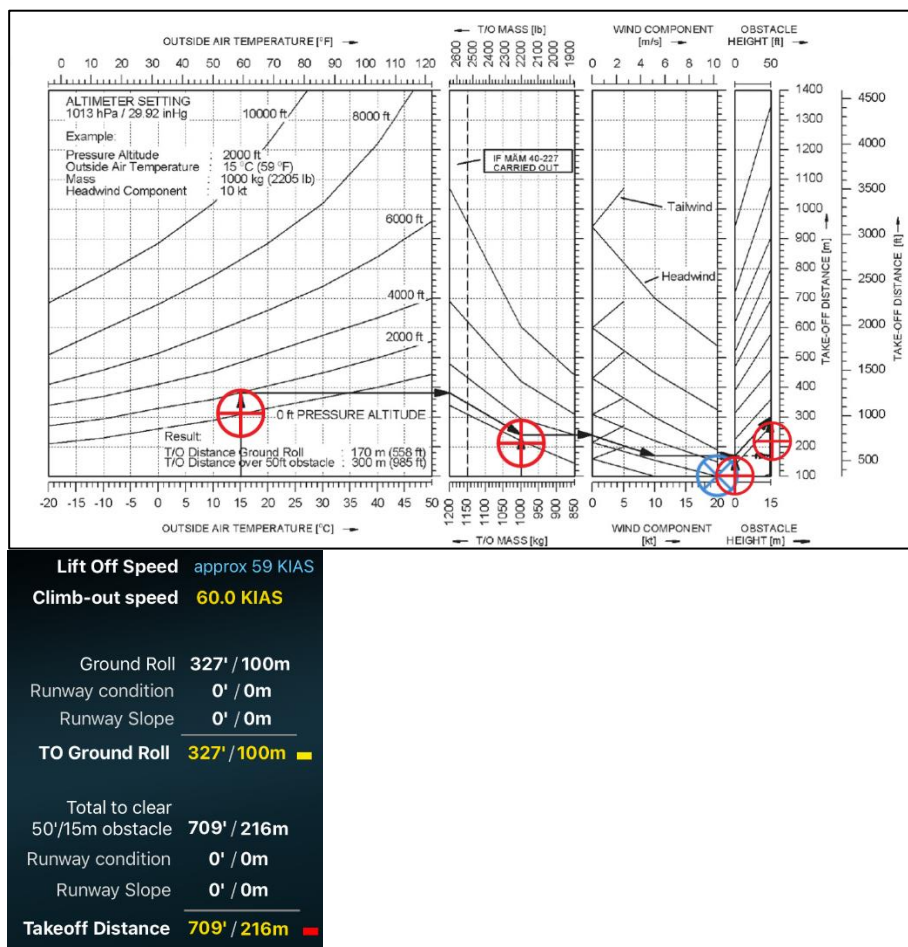 OUTSIDE AIR TEMPERATURE [°F] →
← T/O MASS [lb]
WIND COMPONENT [m/s] →
OBSTACLE HEIGHT [ft] →
0 10 20 30 40 50 60 70 80 90 100 110 120
2600 2500 2400 2300 2200 2100 2000 1900
0 2 4 6 8 10
0 50
ALTIMETER SETTING
1013 hPa / 29.92 inHg
Example:
Pressure Altitude : 2000 ft
Outside Air Temperature : 15 °C (59 °F)
Mass : 1000 kg (2205 lb)
Headwind Component : 10 kt
10000 ft
8000 ft
6000 ft
4000 ft
2000 ft
0 ft PRESSURE ALTITUDE
Result:
T/O Distance Ground Roll : 170 m (558 ft)
T/O Distance over 50ft obstacle : 300 m (985 ft)
IF MÄM 40-227
CARRIED OUT
Tailwind
Headwind
1400
1300
1200
1100
1000
900
800
700
600
500
400
300
200
100
TAKE-OFF DISTANCE [m] →
4500
4000
3500
3000
2500
2000
1500
1000
500
TAKE-OFF DISTANCE [ft] →
-20 -15 -10 -5 0 5 10 15 20 25 30 35 40 45 50
1200 1150 1100 1050 1000 950 900 850
0 5 10 15 20
0 15
OUTSIDE AIR TEMPERATURE [°C] →
← T/O MASS [kg]
WIND COMPONENT [kt] →
OBSTACLE HEIGHT [m] →
Lift Off Speed approx 59 KIAS
Climb-out speed 60.0 KIAS
Ground Roll 327' / 100m
Runway condition 0' / 0m
Runway Slope 0' / 0m
TO Ground Roll 327' / 100m
Total to clear
50'/15m obstacle 709' / 216m
Runway condition 0' / 0m
Runway Slope 0' / 0m
Takeoff Distance 709' / 216m